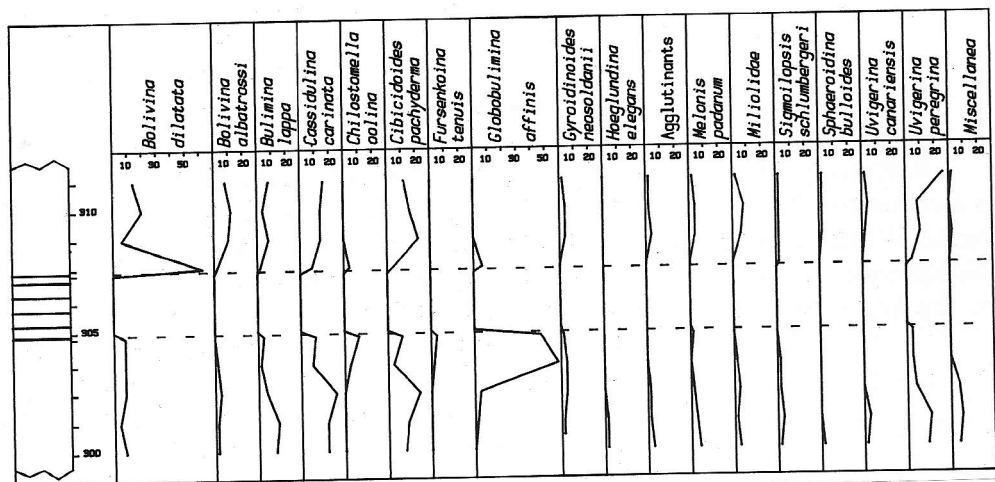 Bolivina
dilatata
Bolivina
albatrossi
Bulimina
lappa
Cassidulina
carinata
Chilostomella
oolina
Cibicidoides
pachyderma
Fursenkoina
tenuis
Globobulimina
affinis
Gyroidinoides
neosoldanii
Hoeglundina
elegans
Agglutinants
Melonis
padanum
Miliolidae
Sigmoilopsis
schlumbergeri
Sphaeroidina
bulloides
Uvigerina
canariensis
Uvigerina
peregrina
Miscellanea
10 30 50
10 20
10 20
10 20
10 20
10 20
10 20
10 30 50
10 20
10 20
10 20
10 20
10 20
10 20
10 20
10 20
10 20
10 20
910
905
900